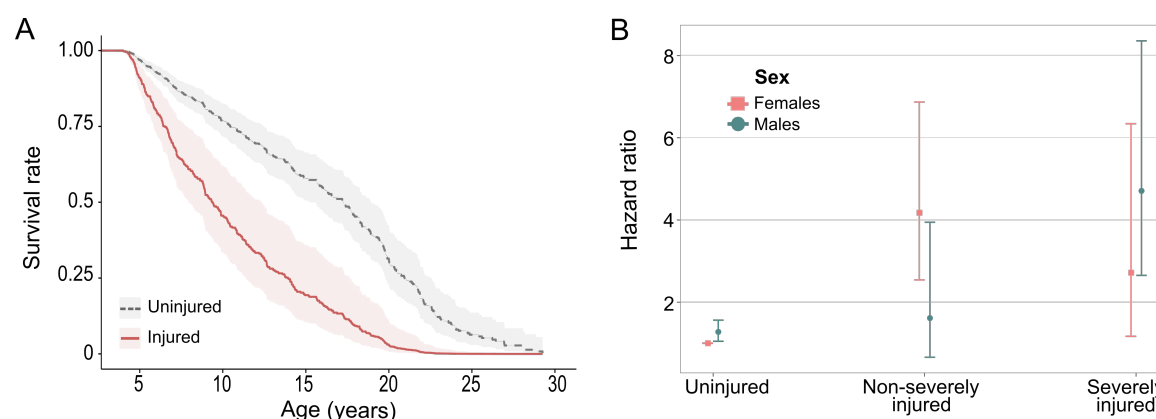 A
1.00
0.75
0.5
0.25
0
Survival rate
Uninjured
Injured
5 10 15 20 25 30
Age (years)
B
8
6
4
2
Hazard ratio
Sex
Females
Males
Uninjured
Non-severely
injured
Severely
injured